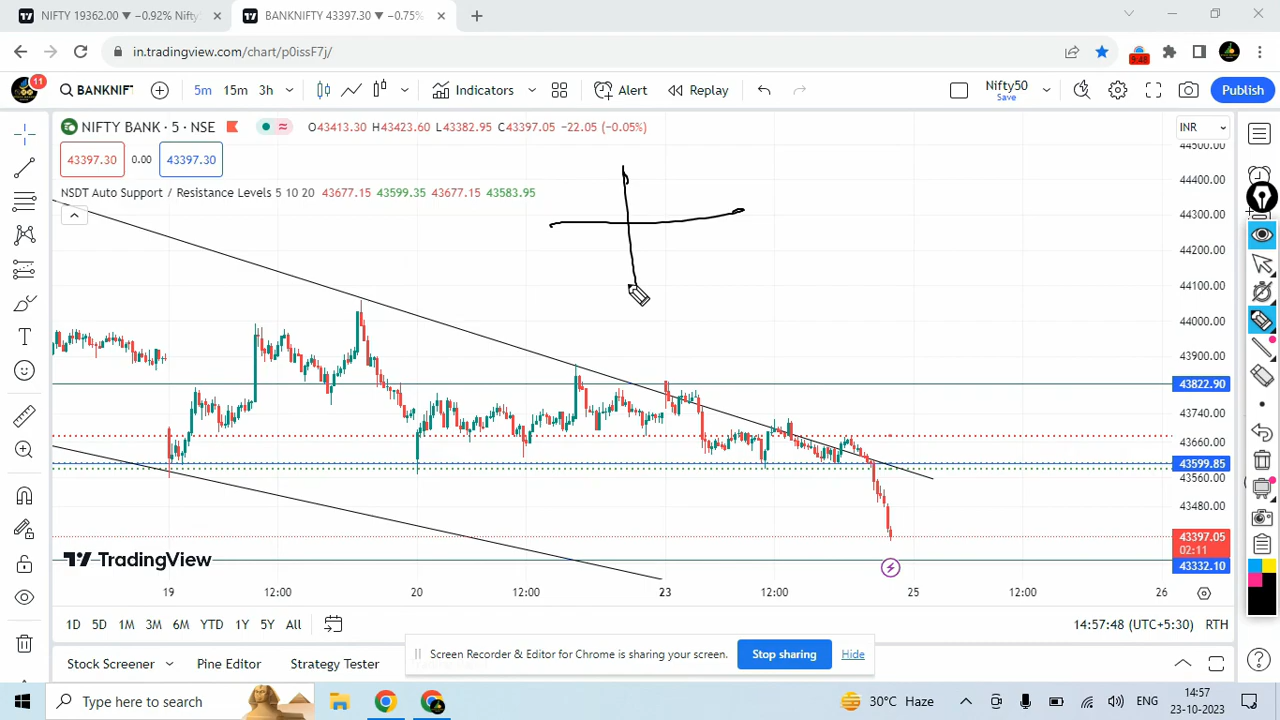 NIFTY 19362.00 ▼ −0.92% Nifty
BANKNIFTY 43397.30 ▼ −0.75%
in.tradingview.com/chart/p0issF7j/
9:48
11
BANKNIF
5m 15m 3h
Indicators
Alert
Replay
Nifty50
Save
Publish
NIFTY BANK · 5 · NSE
O43413.30 H43423.60 L43382.95 C43397.05 −22.05 (−0.05%)
INR
43397.30 0.00 43397.30
NSDT Auto Support / Resistance Levels 5 10 20 43677.15 43599.35 43677.15 43583.95
44500.00
44400.00
44300.00
44200.00
44100.00
44000.00
43900.00
43822.90
43740.00
43660.00
43599.85
43560.00
43480.00
43397.05
02:11
43332.10
TradingView
19 12:00 20 12:00 23 12:00 25 12:00 26
1D 5D 1M 3M 6M YTD 1Y 5Y All
14:57:48 (UTC+5:30) RTH
Stock Screener
Pine Editor
Strategy Tester
Screen Recorder & Editor for Chrome is sharing your screen.
Stop sharing
Hide
Type here to search
30°C Haze
ENG
14:57
23-10-2023